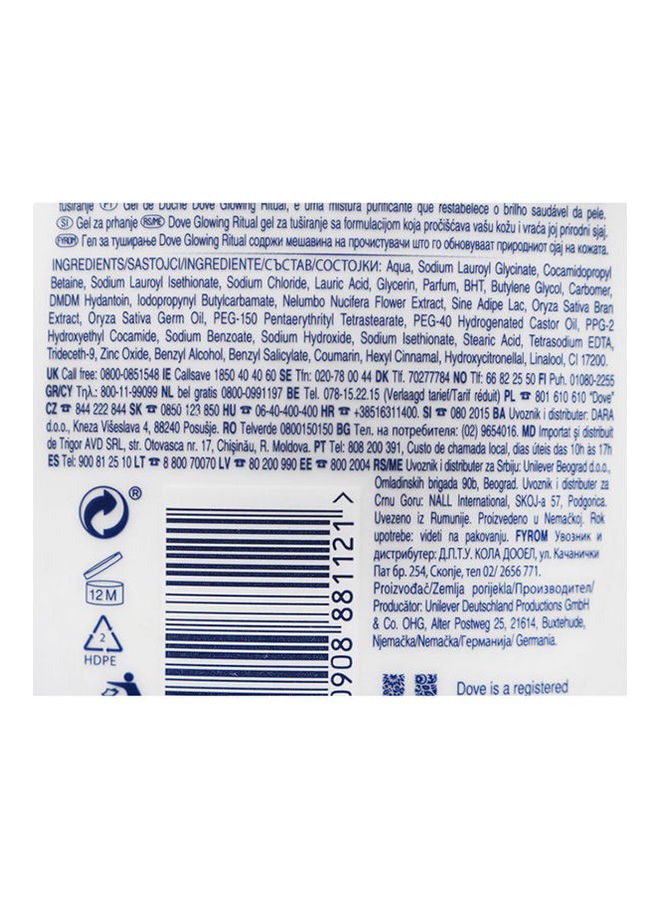 tuširanje PT Gel de Duche Dove Glowing Ritual, é uma mistura purificante que restabelece o brilho saudável da pele.
SI Gel za prhanje RS/ME Dove Glowing Ritual gel za tuširanje sa formulacijom koja pročišćava vašu kožu i vraća joj prirodni sjaj.
FYROM Гел за туширање Dove Glowing Ritual содржи мешавина на прочистувачи што го обновуваат природниот сјај на кожата.
INGREDIENTS/SASTOJCI/INGREDIENTE/СЪСТАВ/СОСТОЈКИ: Aqua, Sodium Lauroyl Glycinate, Cocamidopropyl
Betaine, Sodium Lauroyl Isethionate, Sodium Chloride, Lauric Acid, Glycerin, Parfum, BHT, Butylene Glycol, Carbomer,
DMDM Hydantoin, Iodopropynyl Butylcarbamate, Nelumbo Nucifera Flower Extract, Sine Adipe Lac, Oryza Sativa Bran
Extract, Oryza Sativa Germ Oil, PEG-150 Pentaerythrityl Tetrastearate, PEG-40 Hydrogenated Castor Oil, PPG-2
Hydroxyethyl Cocamide, Sodium Benzoate, Sodium Hydroxide, Sodium Isethionate, Stearic Acid, Tetrasodium EDTA,
Trideceth-9, Zinc Oxide, Benzyl Alcohol, Benzyl Salicylate, Coumarin, Hexyl Cinnamal, Hydroxycitronellal, Linalool, CI 17200.
UK Call free: 0800-0851548 IE Callsave 1850 40 40 60 SE Tfn: 020-78 00 44 DK Tlf. 70277784 NO Tlf: 66 82 25 50 FI Puh. 01080-2255
GR/CY Τηλ.: 800-11-99099 NL bel gratis 0800-0991197 BE Tel.: 078-15.22.15 (Verlaagd tarief/Tarif réduit) PL ☎ 801 610 610 "Dove"
CZ ☎ 844 222 844 SK ☎ 0850 123 850 HU ☎ 06-40-400-400 HR ☎ +38516311400. SI ☎ 080 2015 BA Uvoznik i distributer: DARA
d.o.o., Kneza Višeslava 4, 88240 Posušje. RO Telverde 0800150150 BG Тел. на потребителя: (02) 9654016. MD Importat și distribuit
de Trigor AVD SRL, str. Otovasca nr. 17, Chișinău, R. Moldova. PT Tel: 808 200 391, Custo de chamada local, dias úteis das 10h às 17h
ES Tel: 900 81 25 10 LT ☎ 8 800 70070 LV ☎ 80 200 990 EE ☎ 800 2004 RS/ME Uvoznik i distributer za Srbiju: Unilever Beograd d.o.o.,
Omladinskih brigada 90b, Beograd. Uvoznik i distributer za
Crnu Goru: NALL International, SKOJ-a 57, Podgorica.
Uvezeno iz Rumunije. Proizvedeno u Nemačkoj. Rok
upotrebe: videti na pakovanju. FYROM Увозник и
дистрибутер: Д.П.Т.У. КОЛА ДООЕЛ, ул. Качанички
Пат бр. 254, Скопје, тел 02/ 2656 771.
Proizvođač/Zemlja porijekla/Производител/
Producător: Unilever Deutschland Productions GmbH
& Co. OHG, Alter Postweg 25, 21614, Buxtehude,
Njemačka/Nemačka/Германија/ Germania.
®
12 M
2
HDPE
0908 881121 >
Dove is a registered